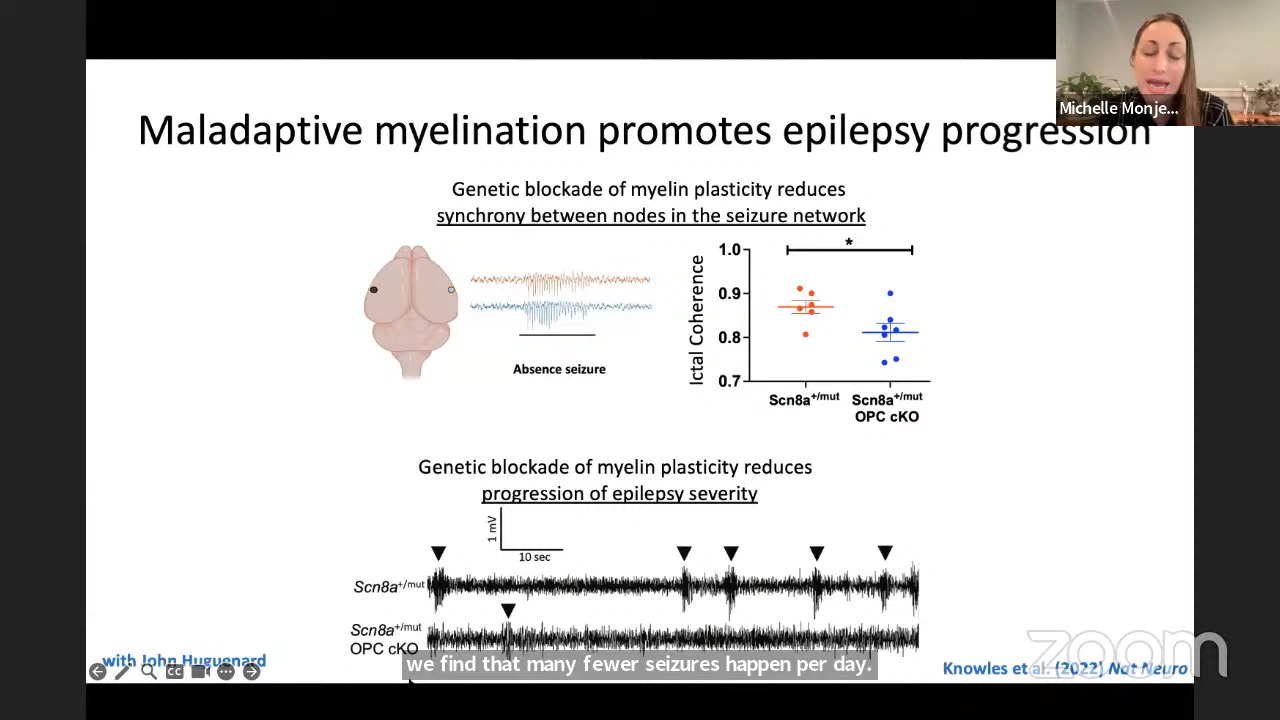 Michelle Monje...
Maladaptive myelination promotes epilepsy progression
Genetic blockade of myelin plasticity reduces
synchrony between nodes in the seizure network
Absence seizure
*
1.0
0.9
0.8
0.7
Ictal Coherence
Scn8a+/mut
Scn8a+/mut
OPC cKO
Genetic blockade of myelin plasticity reduces
progression of epilepsy severity
1 mV
10 sec
Scn8a+/mut
Scn8a+/mut
OPC cKO
with John Huguenard
CC
we find that many fewer seizures happen per day.
Knowles et al. (2022) Nat Neuro
zoom